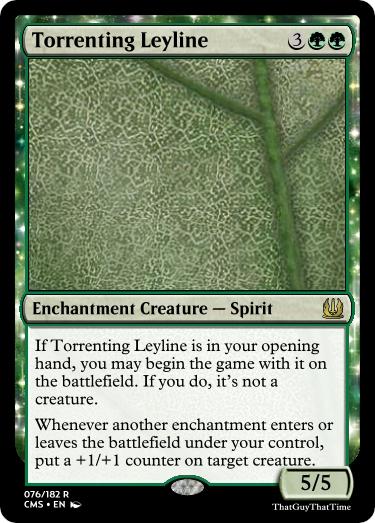 Torrenting Leyline 3
Enchantment Creature — Spirit
If Torrenting Leyline is in your opening
hand, you may begin the game with it on
the battlefield. If you do, it's not a
creature.
Whenever another enchantment enters or
leaves the battlefield under your control,
put a +1/+1 counter on target creature.
5/5
076/182 R
CMS • EN
ThatGuyThatTime